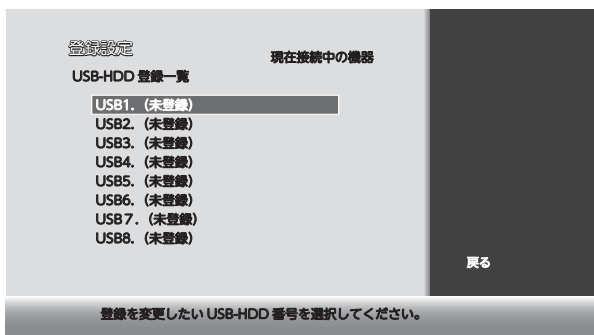 登録設定
現在接続中の機器
USB-HDD 登録一覧
USB1.（未登録）
USB2.（未登録）
USB3.（未登録）
USB4.（未登録）
USB5.（未登録）
USB6.（未登録）
USB７.（未登録）
USB8.（未登録）
戻る
登録を変更したい USB-HDD 番号を選択してください。